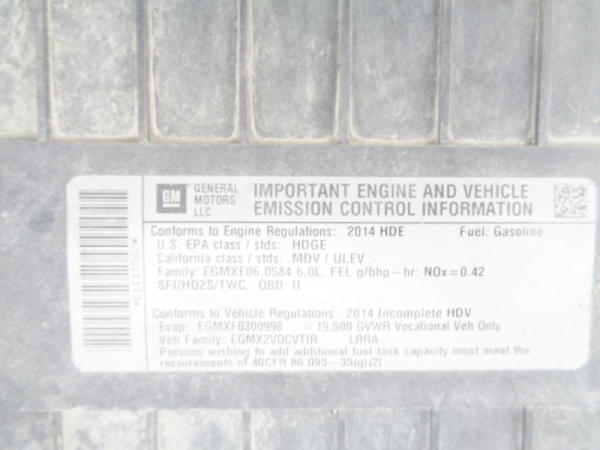 GM
GENERAL MOTORS LLC
IMPORTANT ENGINE AND VEHICLE
EMISSION CONTROL INFORMATION
Conforms to Engine Regulations: 2014 HDE Fuel: Gasoline
U.S. EPA class / stds: HDGE
California class / stds: MDV / ULEV
Family: EGMXE06.0584 6.0L, FEL g/bhp - hr: NOx = 0.42
SFI/HO2S/TWC, OBD: II
Conforms to Vehicle Regulations: 2014 Incomplete HDV
Evap: EGMXF0300998 < 19,500 GVWR Vocational Veh Only
Veh Family: EGMX2VOCVTIR LRRA
Persons wishing to add additional fuel tank capacity must meet the
requirements of 40CFR 86.095-35(g)(2)